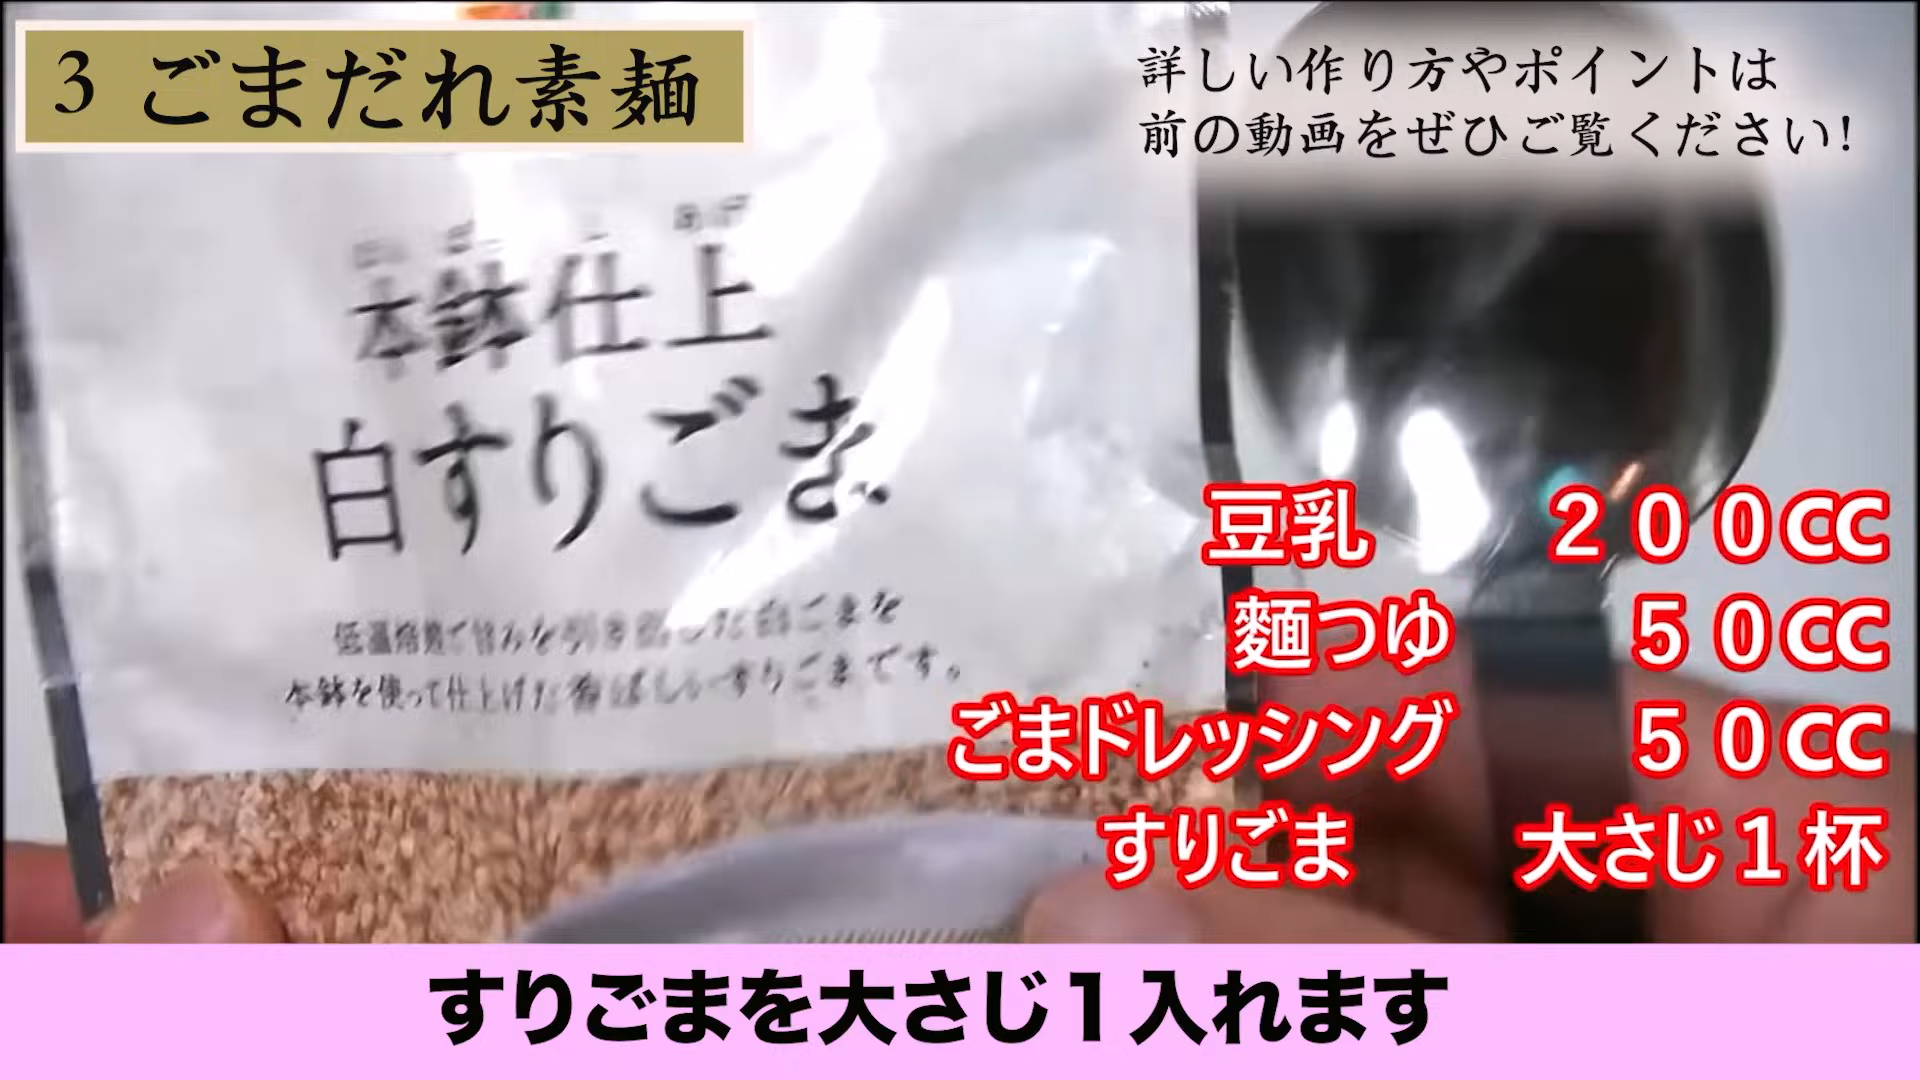 3 ごまだれ素麺
詳しい作り方やポイントは
前の動画をぜひご覧ください!
本鉢仕上
白すりごま
低温焙煎で旨みを引き出した白ごまを
本鉢を使って仕上げた香ばしいすりごまです。
豆乳 200CC
麺つゆ 50CC
ごまドレッシング 50CC
すりごま 大さじ1杯
すりごまを大さじ1入れます